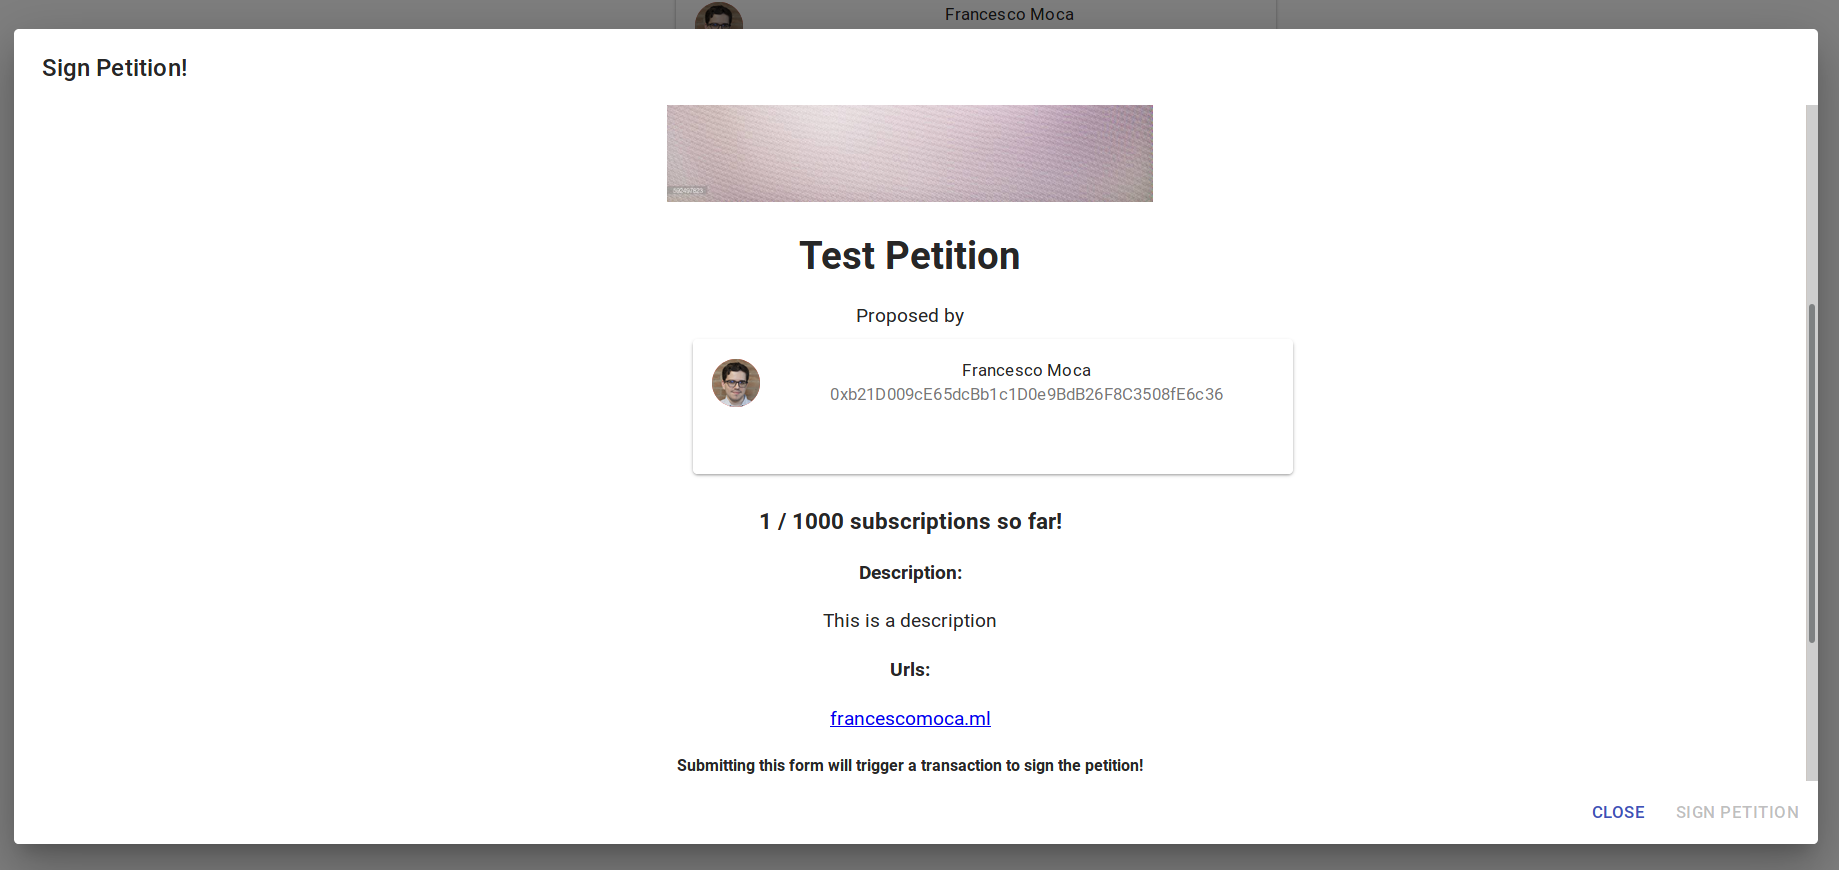 Francesco Moca
Sign Petition!
Test Petition
Proposed by
Francesco Moca
0xb21D009cE65dcBb1c1D0e9BdB26F8C3508fE6c36
1 / 1000 subscriptions so far!
Description:
This is a description
Urls:
francescomoca.ml
Submitting this form will trigger a transaction to sign the petition!
CLOSE
SIGN PETITION